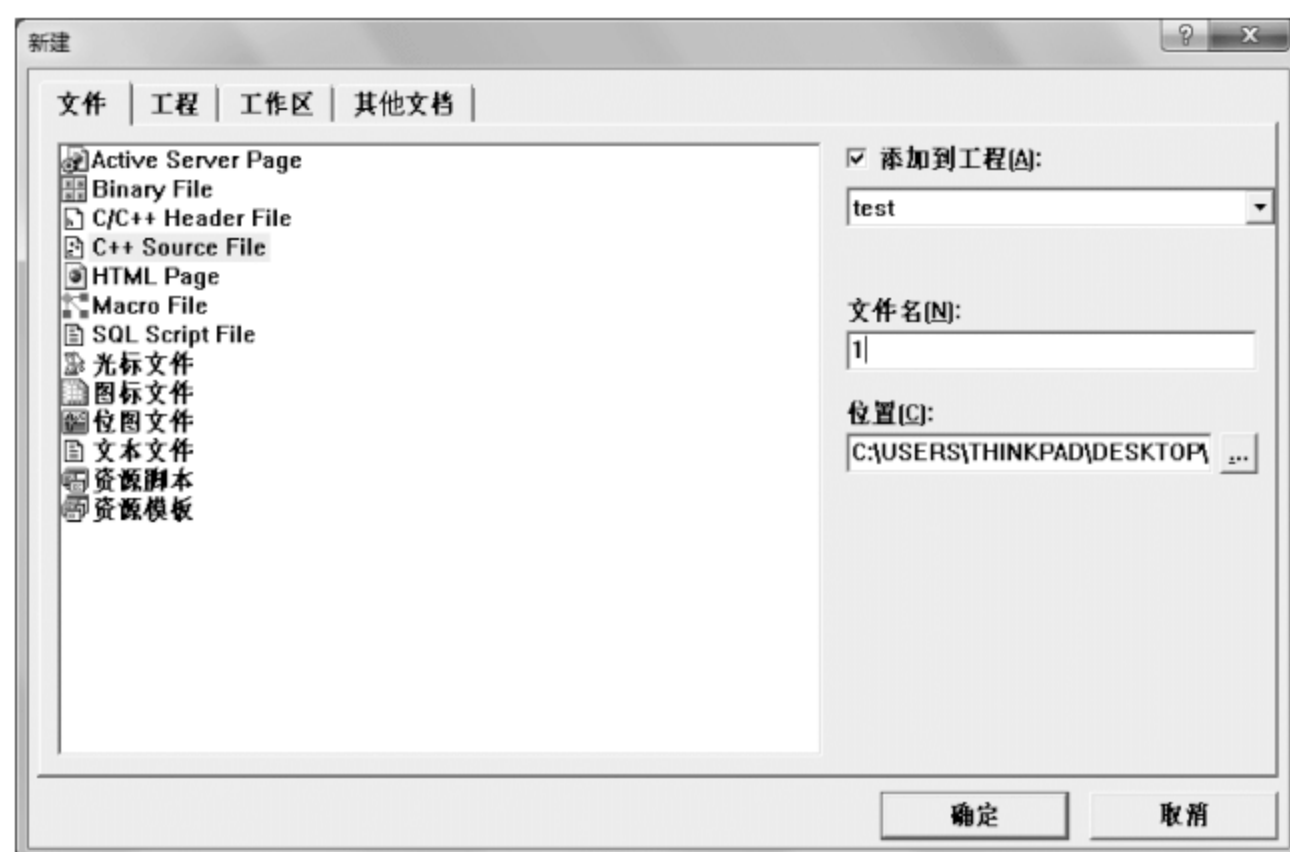 新建
文件 工程 工作区 其他文档
Active Server Page
Binary File
C/C++ Header File
C++ Source File
HTML Page
Macro File
SQL Script File
光标文件
图标文件
位图文件
文本文件
资源脚本
资源模板
添加到工程(A):
test
文件名(N):
1
位置(C):
C:\USERS\THINKPAD\DESKTOP\ ...
确定 取消